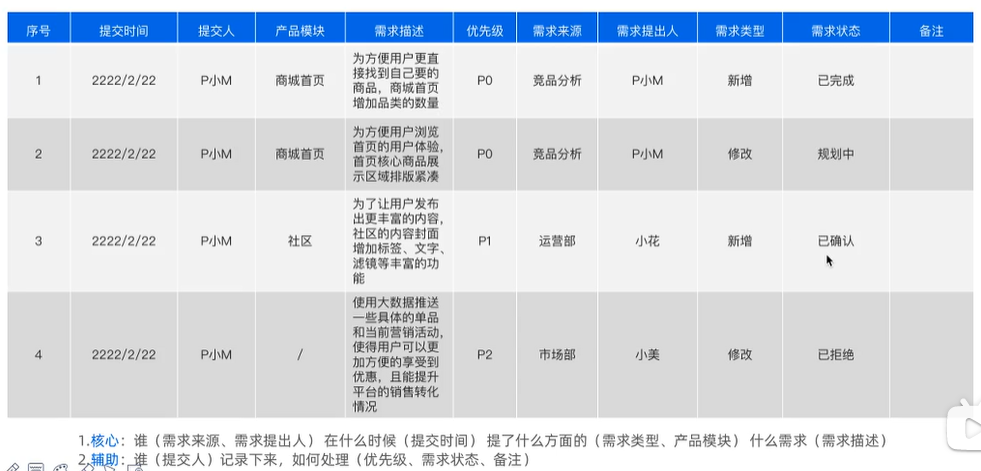 序号 提交时间 提交人 产品模块 需求描述 优先级 需求来源 需求提出人 需求类型 需求状态 备注
1 2222/2/22 P小M 商城首页 为方便用户更直
接找到自己要的
商品，商城首页
增加品类的数量 P0 竞品分析 P小M 新增 已完成
2 2222/2/22 P小M 商城首页 为方便用户浏览
首页的用户体验，
首页核心商品展
示区域排版紧凑 P0 竞品分析 P小M 修改 规划中
3 2222/2/22 P小M 社区 为了让用户发布
出更丰富的内容，
社区的内容封面
增加标签、文字、
滤镜等丰富的功
能 P1 运营部 小花 新增 已确认
4 2222/2/22 P小M / 使用大数据推送
一些具体的单品
和当前营销活动，
使得用户可以更
加方便的享受到
优惠，且能提升
平台的销售转化
情况 P2 市场部 小美 修改 已拒绝
1.核心：谁（需求来源、需求提出人） 在什么时候（提交时间） 提了什么方面的（需求类型、产品模块） 什么需求（需求描述）
2.辅助：谁（提交人）记录下来，如何处理（优先级、需求状态、备注）